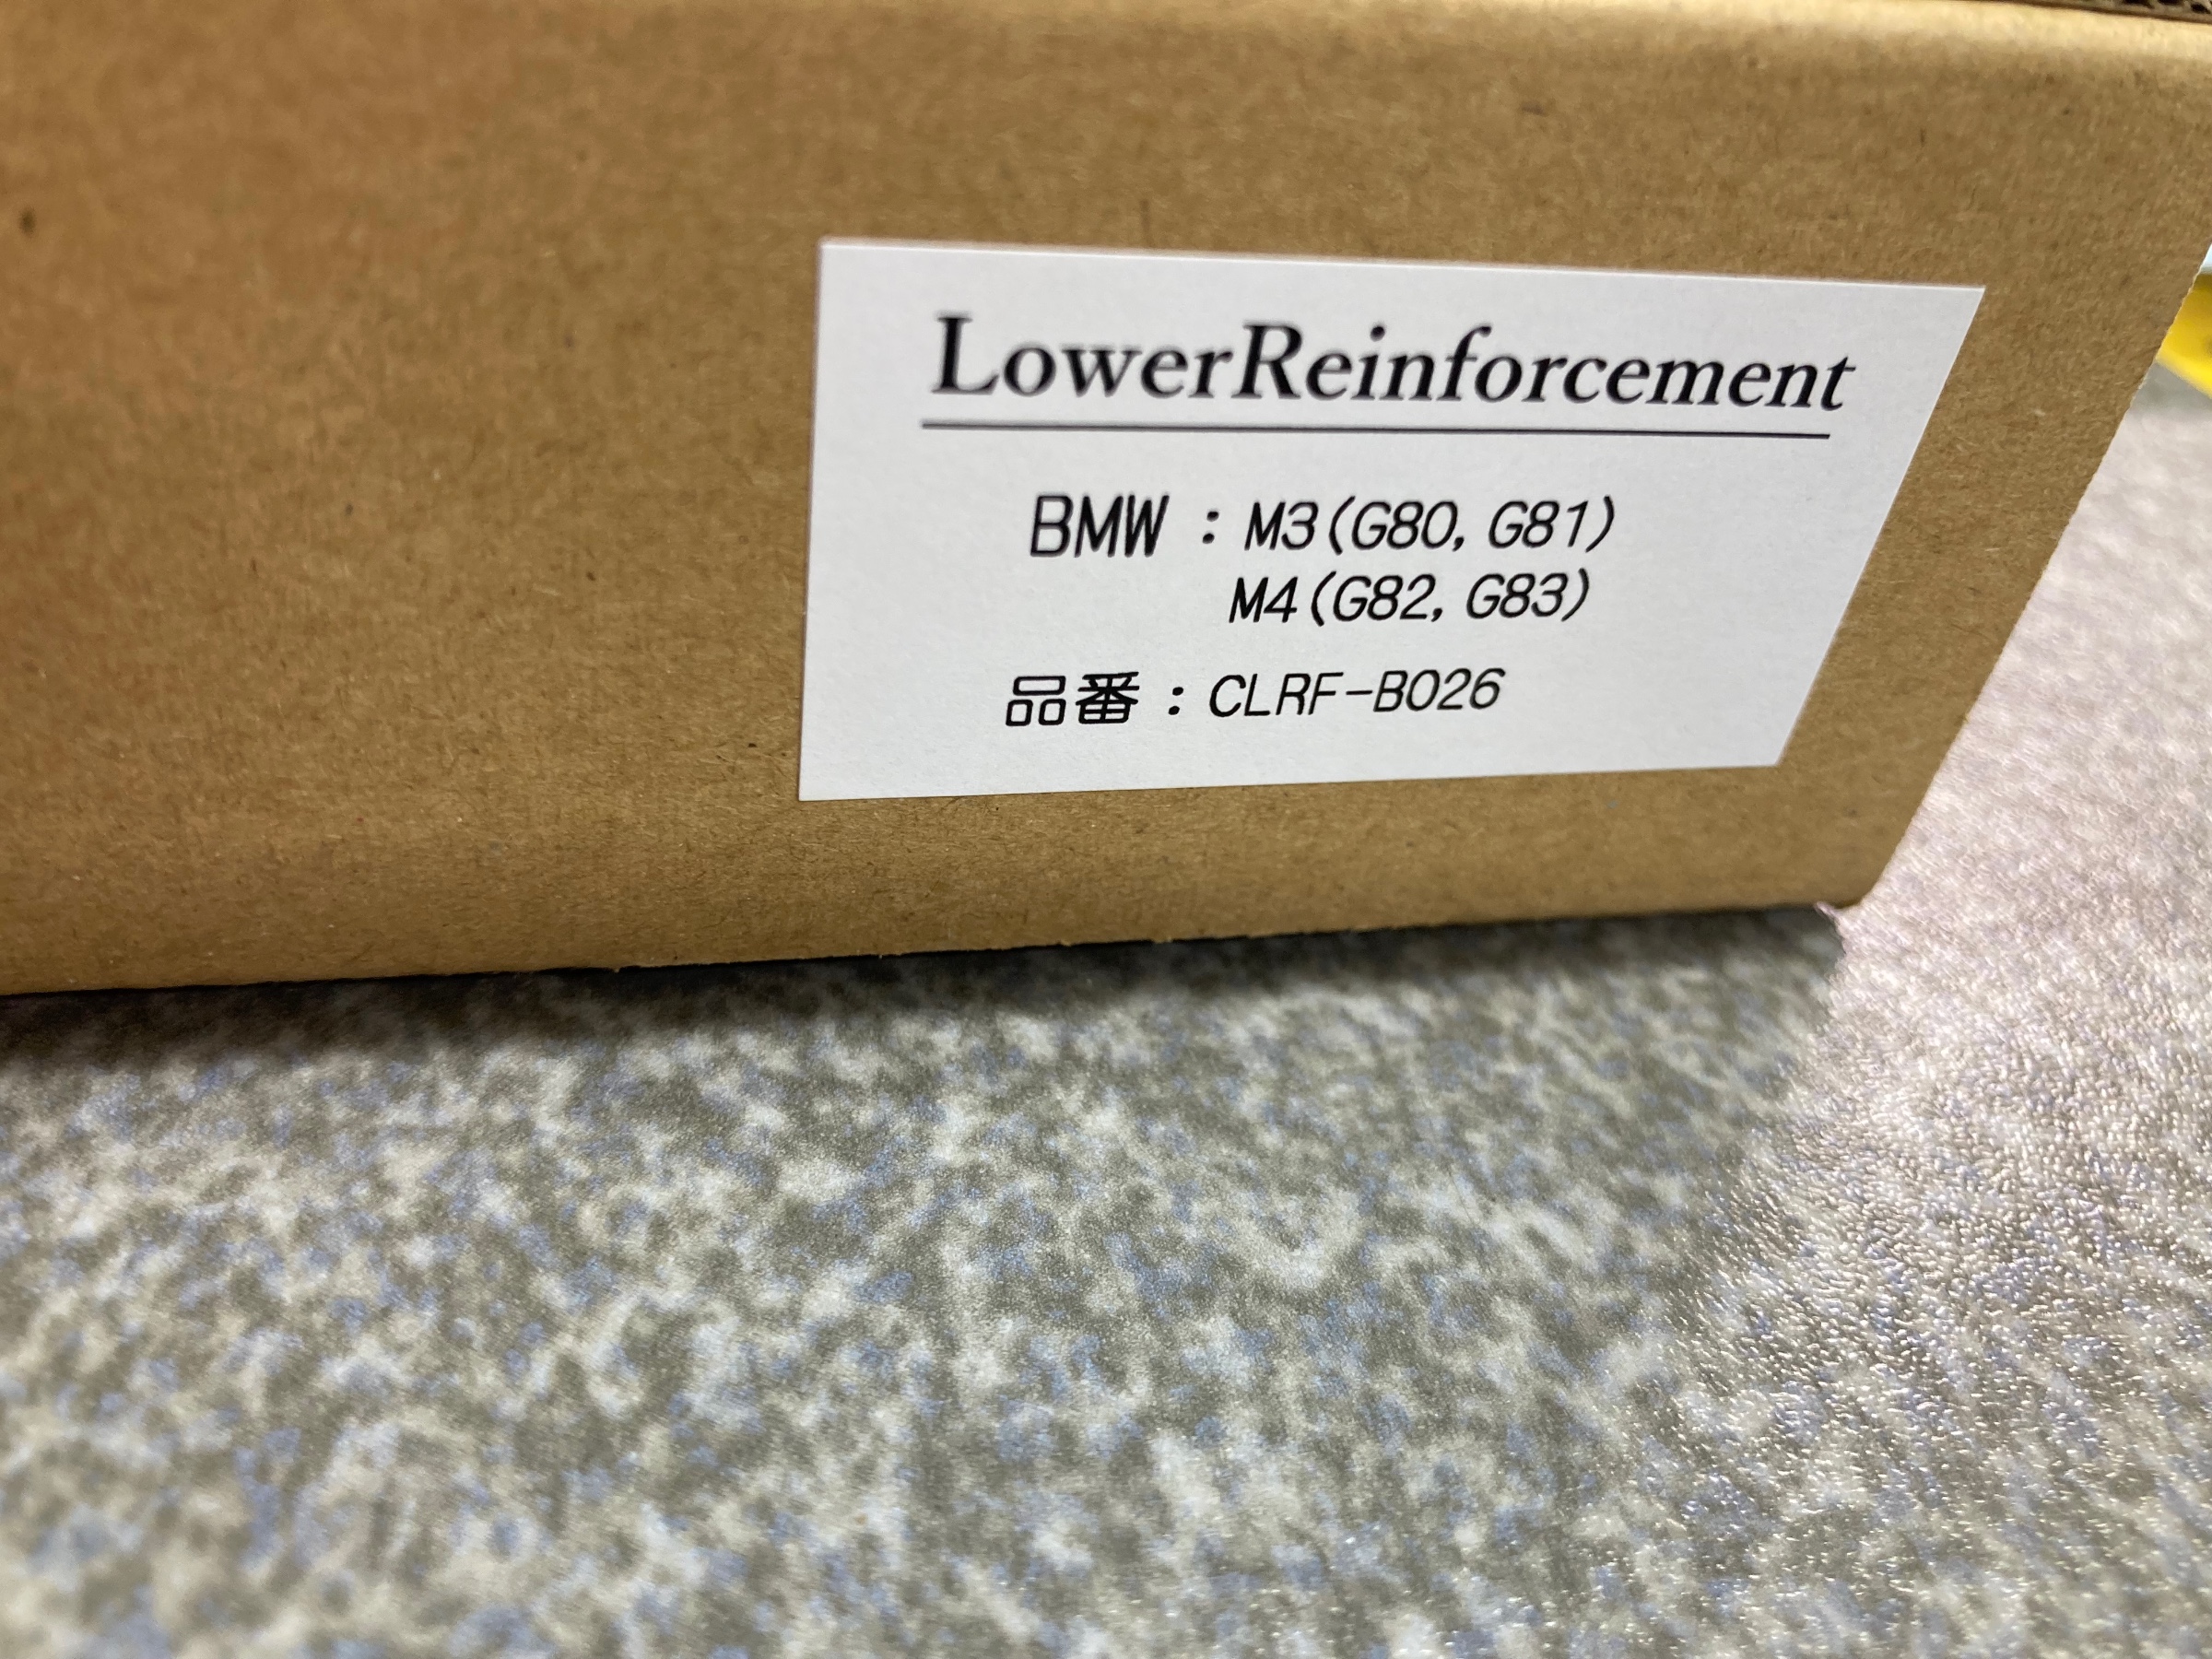 LowerReinforcement
BMW：M3(G80, G81)
M4(G82, G83)
品番：CLRF-B026